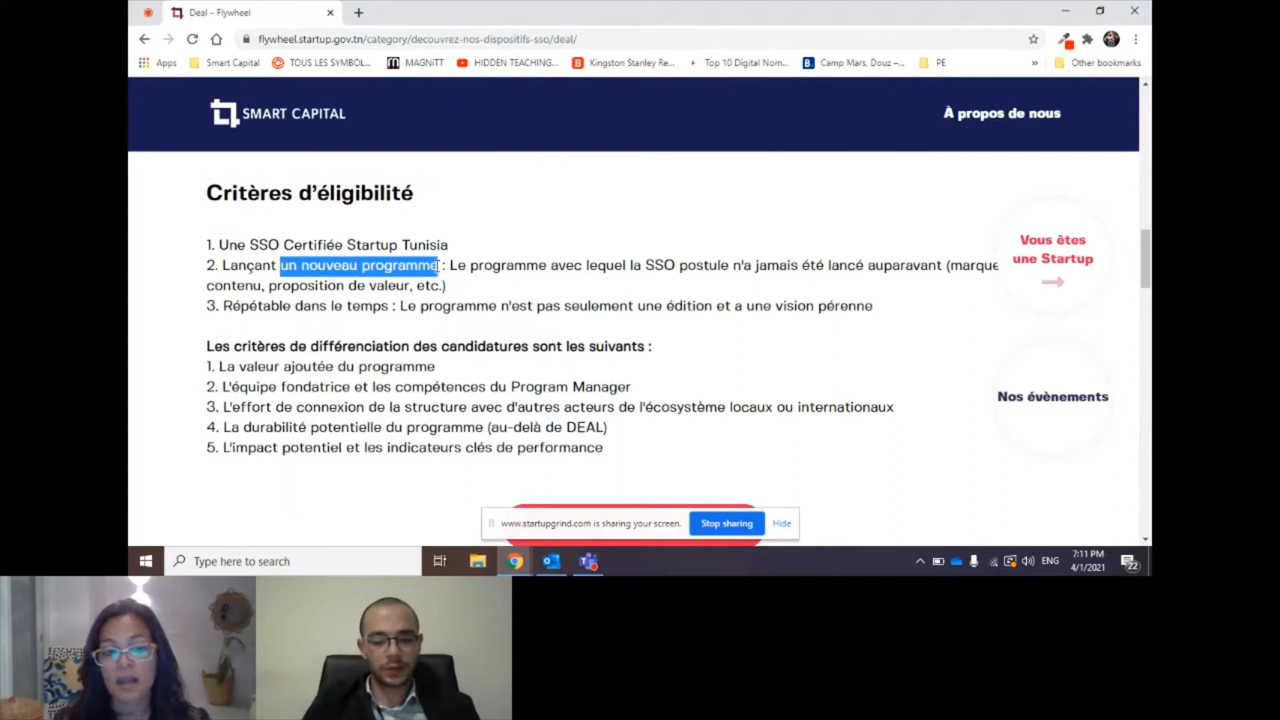 Deal – Flywheel
flywheel.startup.gov.tn/category/decouvrez-nos-dispositifs-sso/deal/
Apps Smart Capital TOUS LES SYMBOL... MAGNiTT HIDDEN TEACHING... Kingston Stanley Re... Top 10 Digital Nom... Camp Mars, Douz –... PE » Other bookmarks
SMART CAPITAL
À propos de nous
Critères d'éligibilité
1. Une SSO Certifiée Startup Tunisia
2. Lançant un nouveau programme : Le programme avec lequel la SSO postule n'a jamais été lancé auparavant (marque
contenu, proposition de valeur, etc.)
3. Répétable dans le temps : Le programme n'est pas seulement une édition et a une vision pérenne
Les critères de différenciation des candidatures sont les suivants :
1. La valeur ajoutée du programme
2. L'équipe fondatrice et les compétences du Program Manager
3. L'effort de connexion de la structure avec d'autres acteurs de l'écosystème locaux ou internationaux
4. La durabilité potentielle du programme (au-delà de DEAL)
5. L'impact potentiel et les indicateurs clés de performance
Vous êtes
une Startup
Nos évènements
www.startupgrind.com is sharing your screen. Stop sharing Hide
Type here to search
ENG
7:11 PM
4/1/2021
22